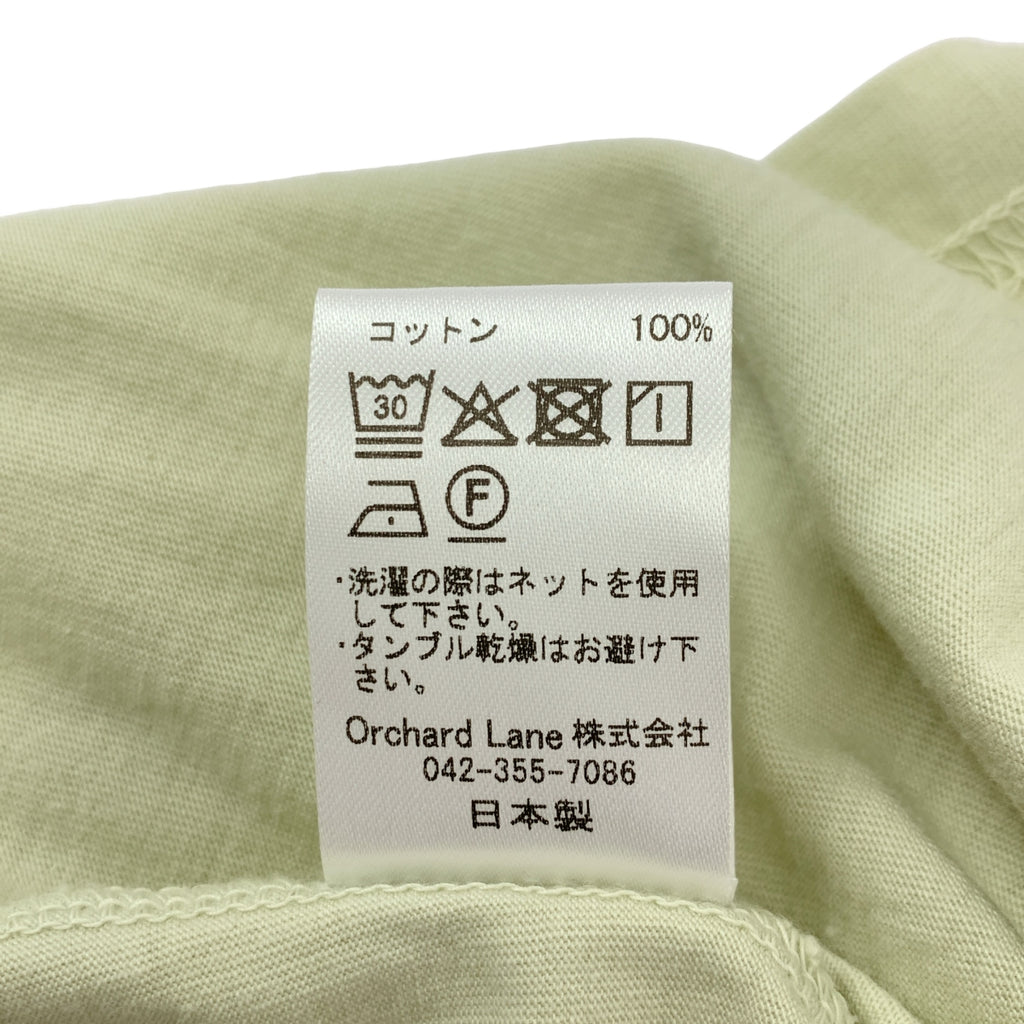 コットン 100%
30
F
・洗濯の際はネットを使用
して下さい。
・タンブル乾燥はお避け下
さい。
Orchard Lane 株式会社
042-355-7086
日本製